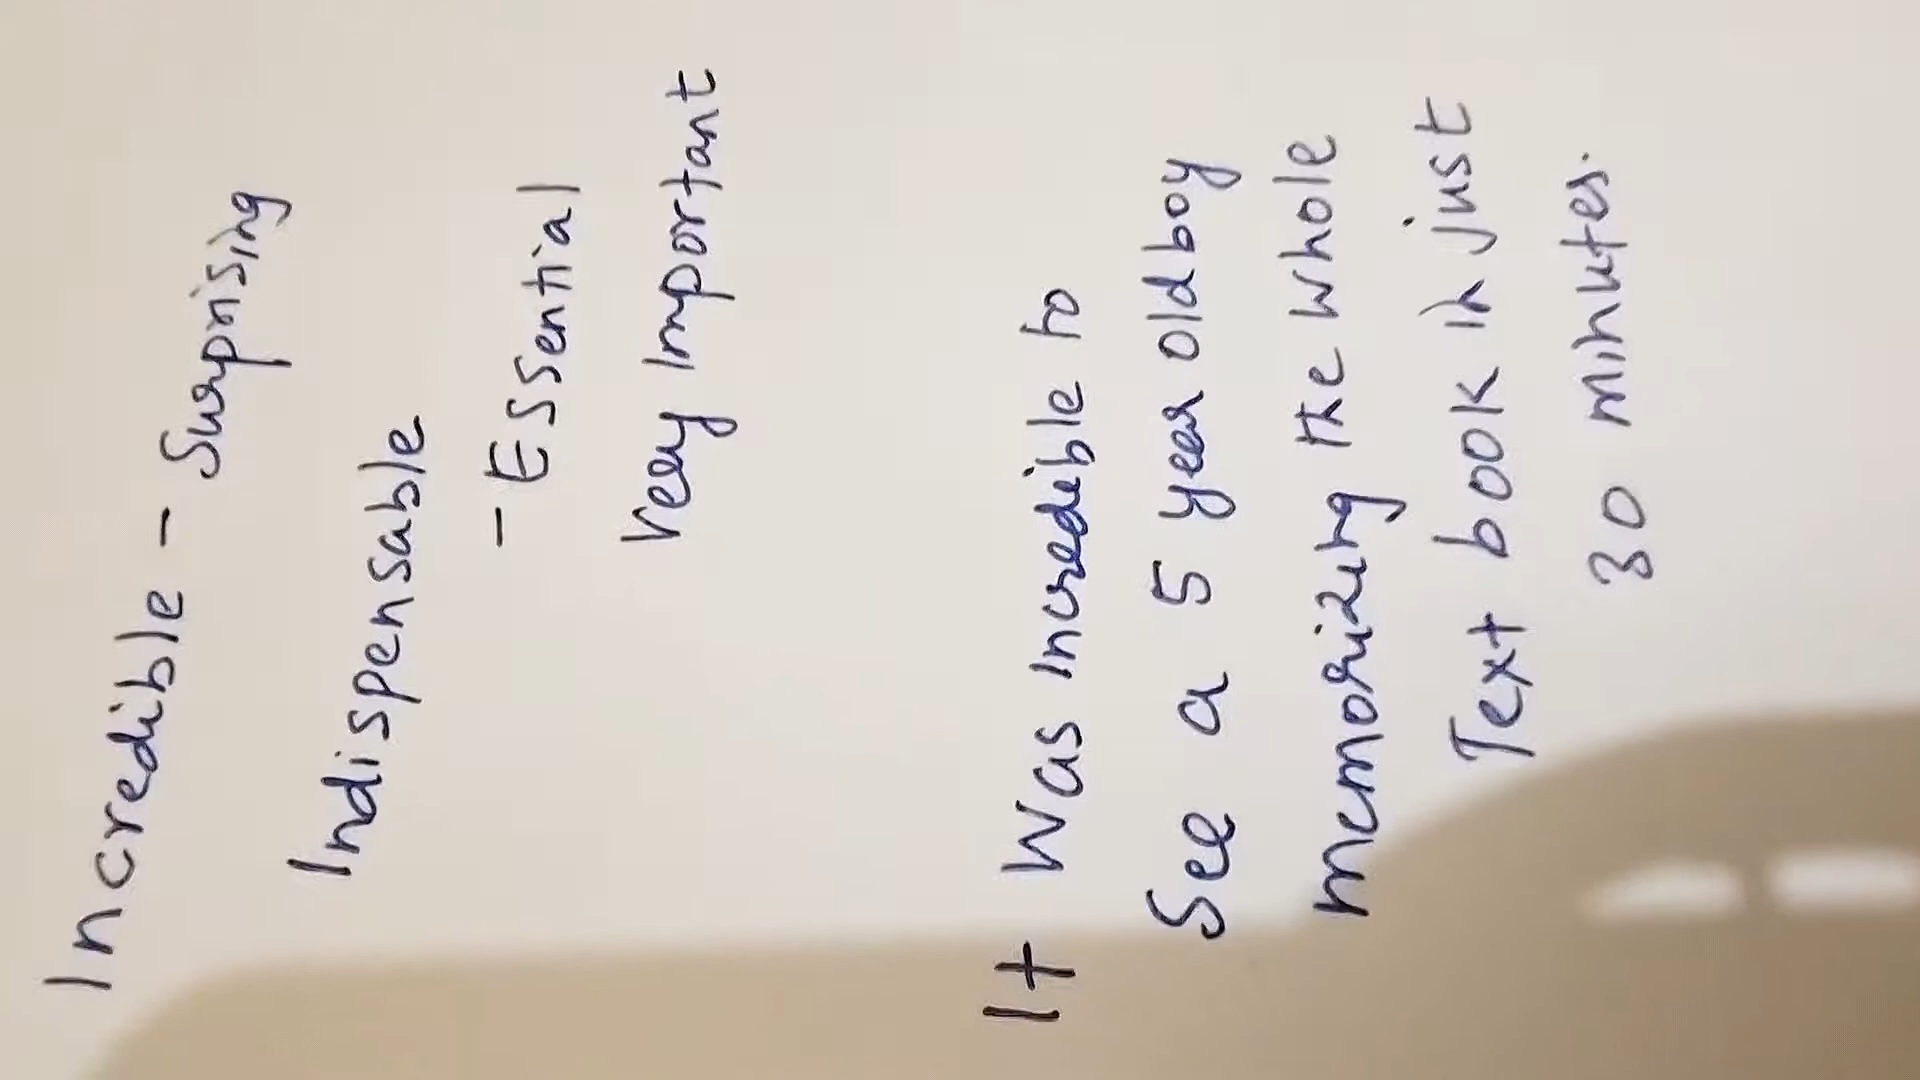 Incredible - Surprising
Indispensable
- Essential
Very Important
It Was Incredible to
See a 5 year old boy
memorizing the whole
Text book in just
30 minutes.